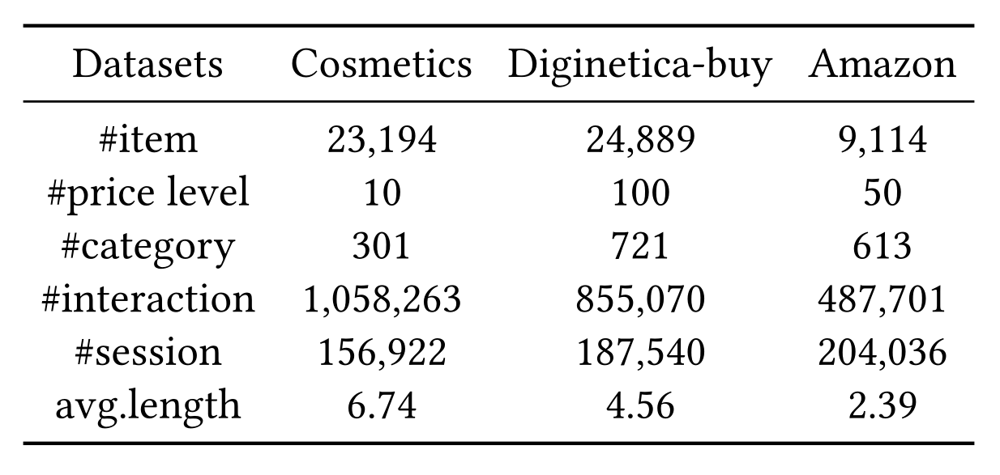 Datasets Cosmetics Diginetica-buy Amazon
#item 23,194 24,889 9,114
#price level 10 100 50
#category 301 721 613
#interaction 1,058,263 855,070 487,701
#session 156,922 187,540 204,036
avg.length 6.74 4.56 2.39